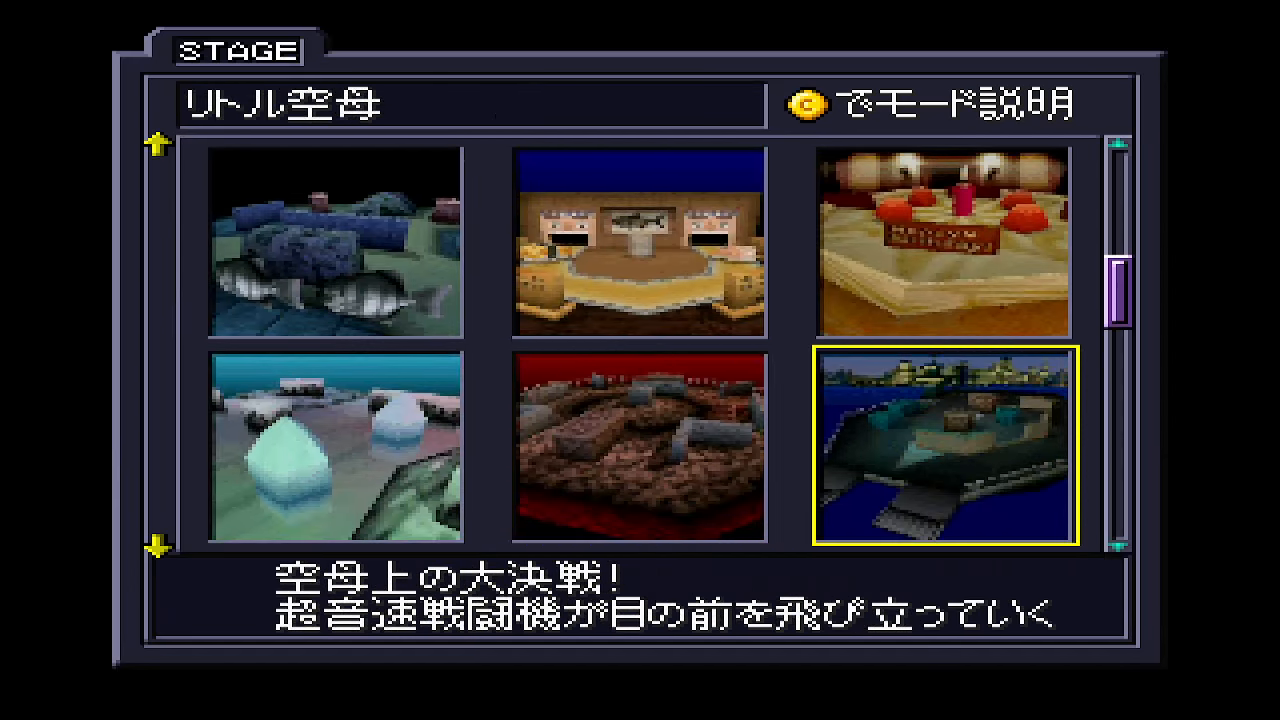 STAGE
リトル空母
Cでモード説明
空母上の大決戦!
超音速戦闘機が目の前を飛び立っていく